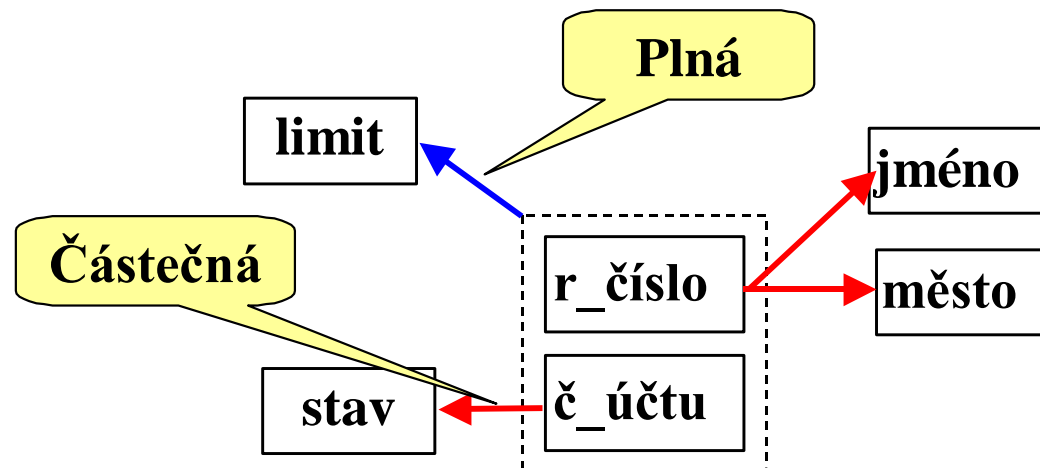 Plná
limit
jméno
Částečná
r_číslo
město
stav
č_účtu